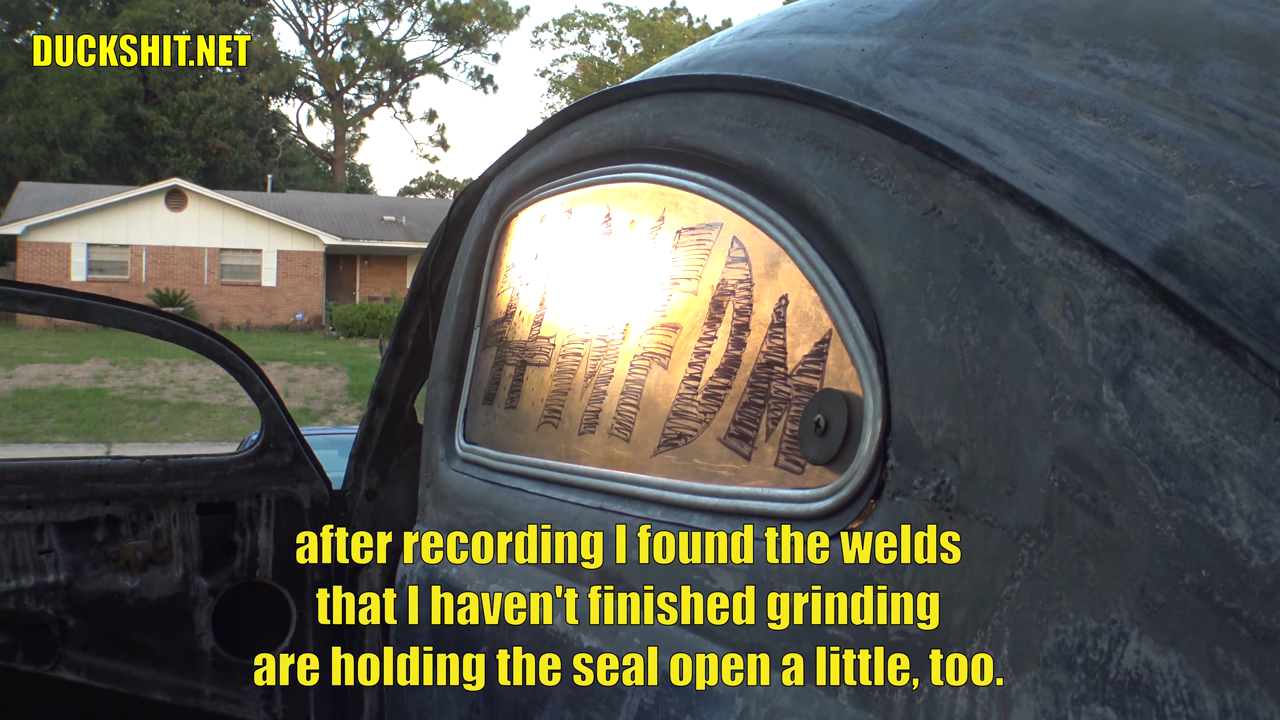 DUCKSHIT.NET
after recording I found the welds
that I haven't finished grinding
are holding the seal open a little, too.